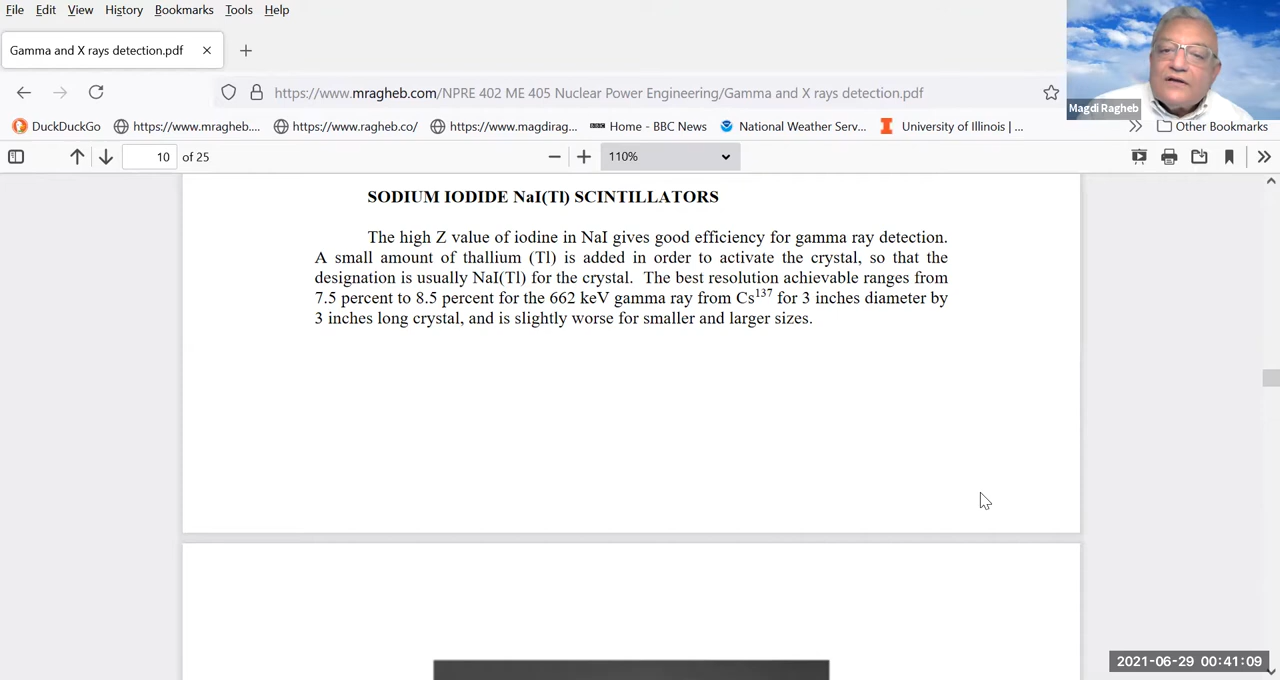 File Edit View History Bookmarks Tools Help
Gamma and X rays detection.pdf
https://www.mragheb.com/NPRE 402 ME 405 Nuclear Power Engineering/Gamma and X rays detection.pdf
Magdi Ragheb
DuckDuckGo https://www.mragheb.... https://www.ragheb.co/ https://www.magdirag... BBC Home - BBC News National Weather Serv... University of Illinois | ... Other Bookmarks
10 of 25 110%
SODIUM IODIDE NaI(Tl) SCINTILLATORS
The high Z value of iodine in NaI gives good efficiency for gamma ray detection.
A small amount of thallium (Tl) is added in order to activate the crystal, so that the
designation is usually NaI(Tl) for the crystal. The best resolution achievable ranges from
7.5 percent to 8.5 percent for the 662 keV gamma ray from Cs¹³⁷ for 3 inches diameter by
3 inches long crystal, and is slightly worse for smaller and larger sizes.
2021-06-29 00:41:09